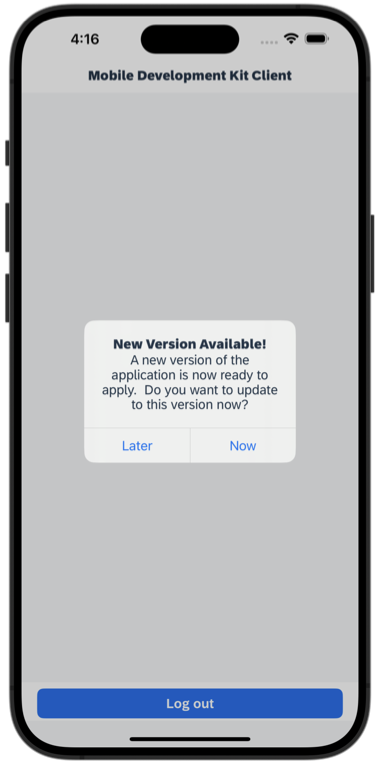 4:16
Mobile Development Kit Client
New Version Available!
A new version of the
application is now ready to
apply.  Do you want to update
to this version now?
Later
Now
Log out